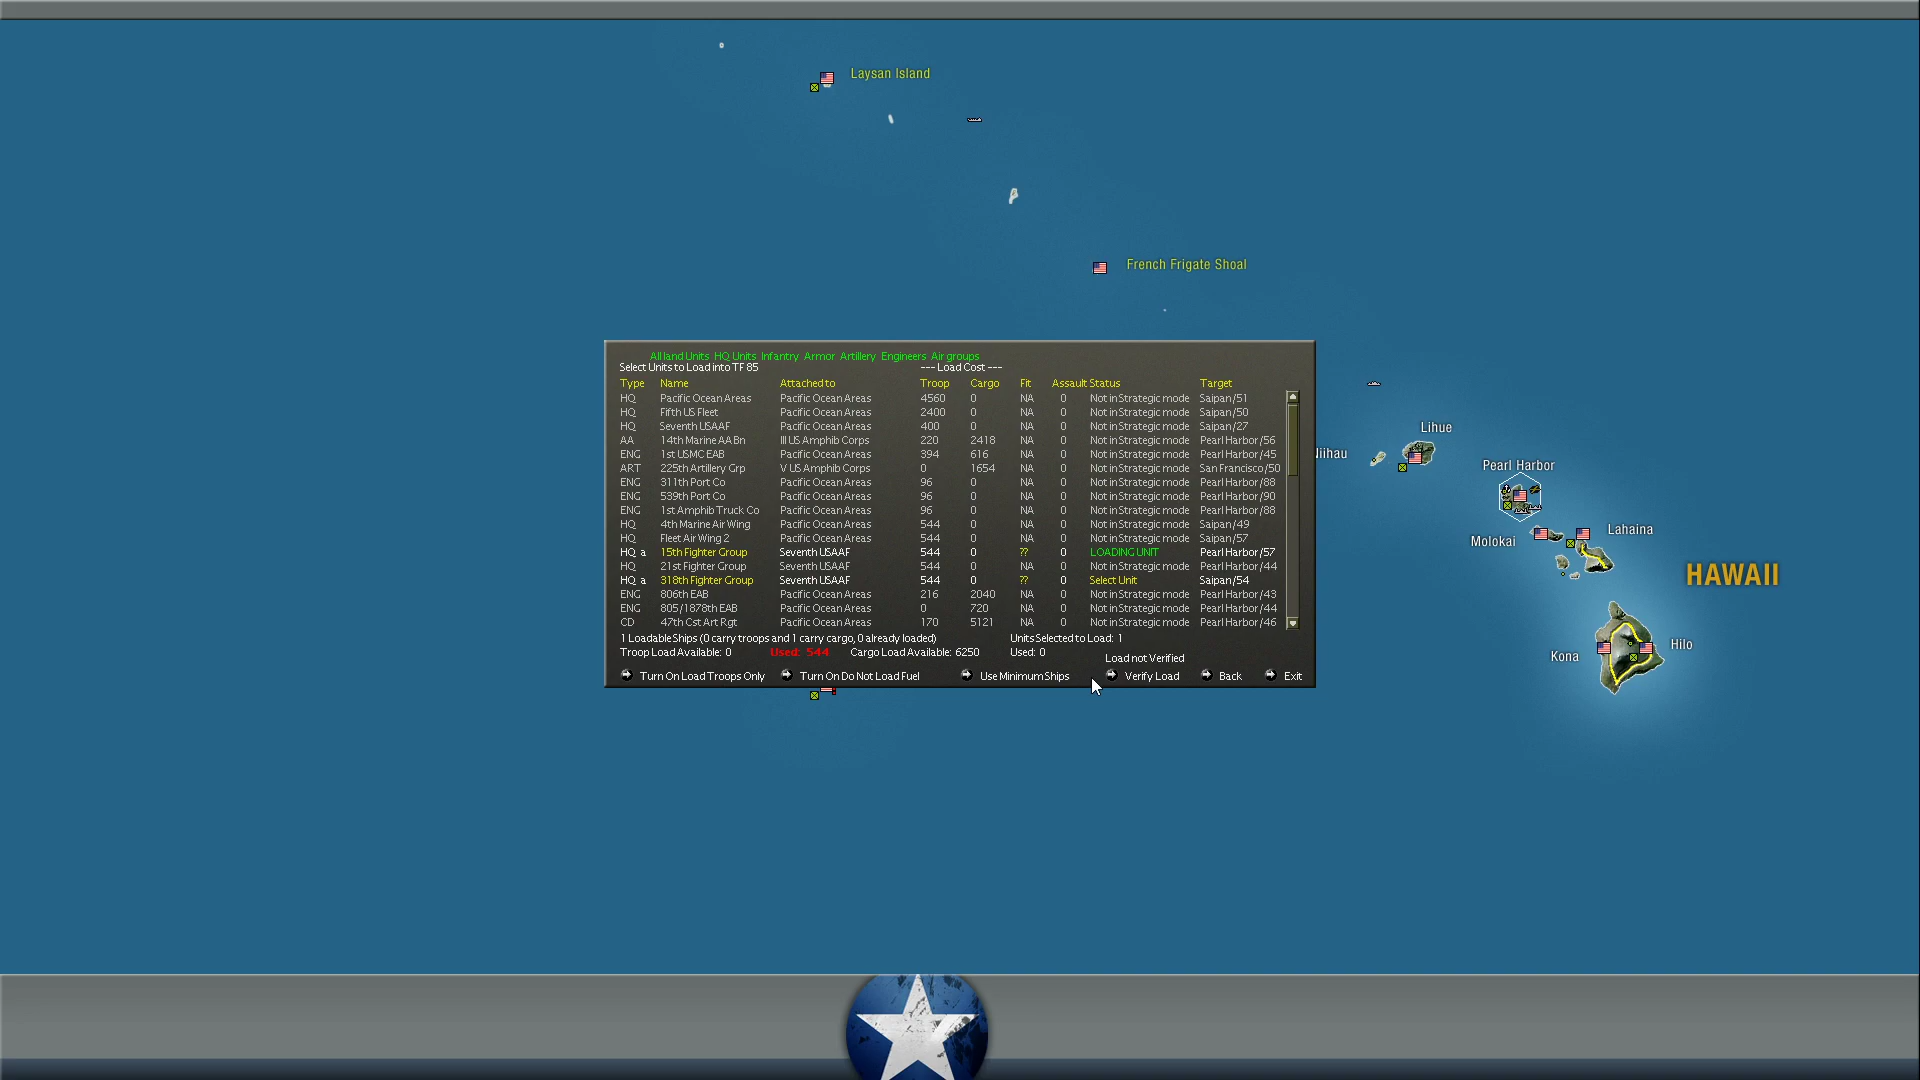 Laysan Island
French Frigate Shoal
All land Units HQ Units Infantry Armor Artillery Engineers Air groups
Select Units to Load into TF 85 --- Load Cost ---
Type Name Attached to Troop Cargo Fit Assault Status Target
HQ Pacific Ocean Areas Pacific Ocean Areas 4560 0 NA 0 Not in Strategic mode Saipan/51
HQ Fifth US Fleet Pacific Ocean Areas 2400 0 NA 0 Not in Strategic mode Saipan/50
HQ Seventh USAAF Pacific Ocean Areas 400 0 NA 0 Not in Strategic mode Saipan/27
AA 14th Marine AA Bn III US Amphib Corps 220 2418 NA 0 Not in Strategic mode Pearl Harbor/56
ENG 1st USMC EAB Pacific Ocean Areas 394 616 NA 0 Not in Strategic mode Pearl Harbor/45
ART 225th Artillery Grp V US Amphib Corps 0 1654 NA 0 Not in Strategic mode San Francisco/50
ENG 311th Port Co Pacific Ocean Areas 96 0 NA 0 Not in Strategic mode Pearl Harbor/88
ENG 539th Port Co Pacific Ocean Areas 96 0 NA 0 Not in Strategic mode Pearl Harbor/90
ENG 1st Amphib Truck Co Pacific Ocean Areas 96 0 NA 0 Not in Strategic mode Pearl Harbor/88
HQ 4th Marine Air Wing Pacific Ocean Areas 544 0 NA 0 Not in Strategic mode Saipan/49
HQ Fleet Air Wing 2 Pacific Ocean Areas 544 0 NA 0 Not in Strategic mode Saipan/57
HQ a 15th Fighter Group Seventh USAAF 544 0 ?? 0 LOADING UNIT Pearl Harbor/57
HQ 21st Fighter Group Seventh USAAF 544 0 NA 0 Not in Strategic mode Pearl Harbor/44
HQ a 318th Fighter Group Seventh USAAF 544 0 ?? 0 Select Unit Saipan/54
ENG 806th EAB Pacific Ocean Areas 216 2040 NA 0 Not in Strategic mode Pearl Harbor/43
ENG 805/1878th EAB Pacific Ocean Areas 0 720 NA 0 Not in Strategic mode Pearl Harbor/44
CD 47th Cst Art Rgt Pacific Ocean Areas 170 5121 NA 0 Not in Strategic mode Pearl Harbor/46
1 Loadable Ships (0 carry troops and 1 carry cargo, 0 already loaded) Units Selected to Load: 1
Troop Load Available: 0 Used: 544 Cargo Load Available: 6250 Used: 0
Load not Verified
Turn On Load Troops Only Turn On Do Not Load Fuel Use Minimum Ships Verify Load Back Exit
Lihue
Niihau
Pearl Harbor
Lahaina
Molokai
HAWAII
Hilo
Kona